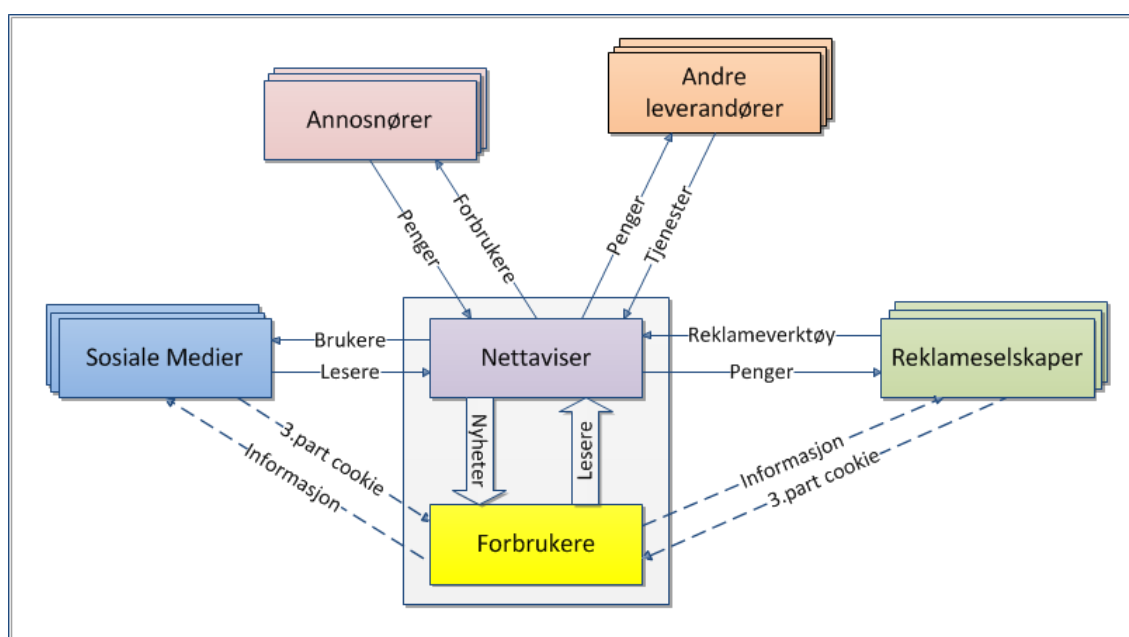 Andre
leverandører
Annosnører
Penger
Forbrukere
Penger
Tjenester
Sosiale Medier
Brukere
Lesere
Nettaviser
Reklameverktøy
Penger
Reklameselskaper
Nyheter
Lesere
3.part cookie
Informasjon
Informasjon
3.part cookie
Forbrukere